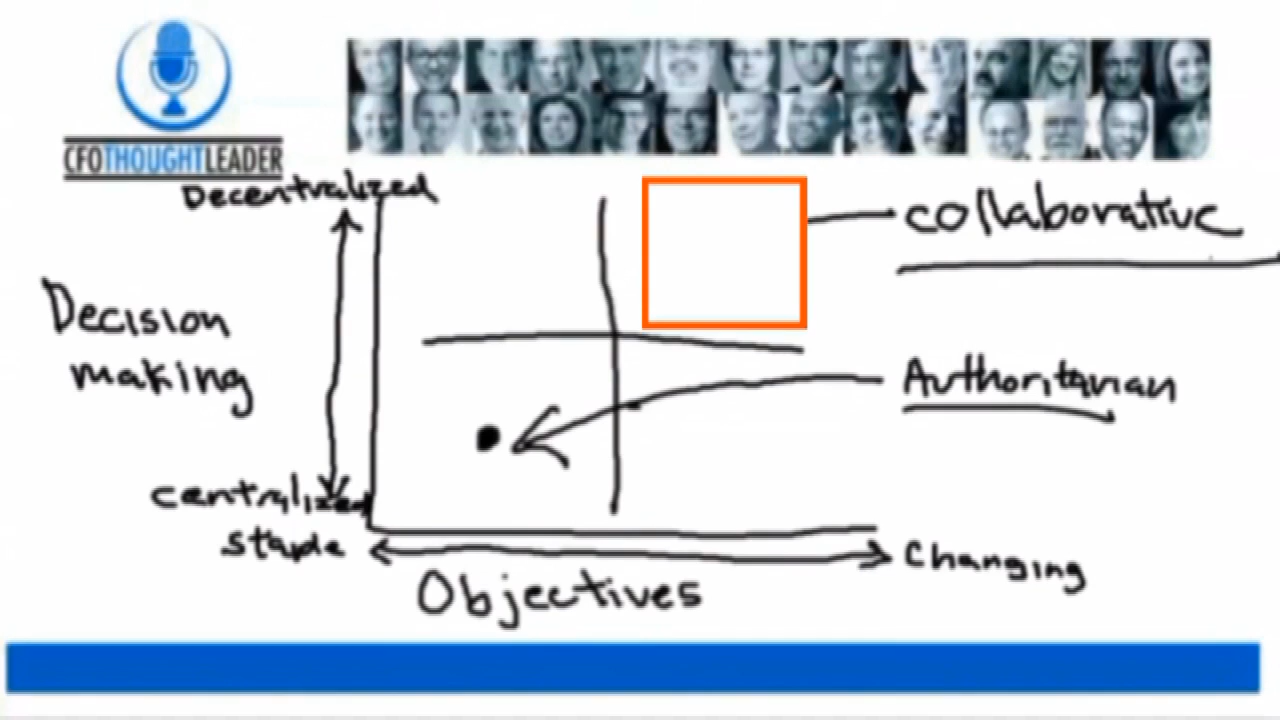 CFOTHOUGHTLEADER
Decentralized
collaborative
Decision
making
Authoritarian
centralized
stable
Changing
Objectives